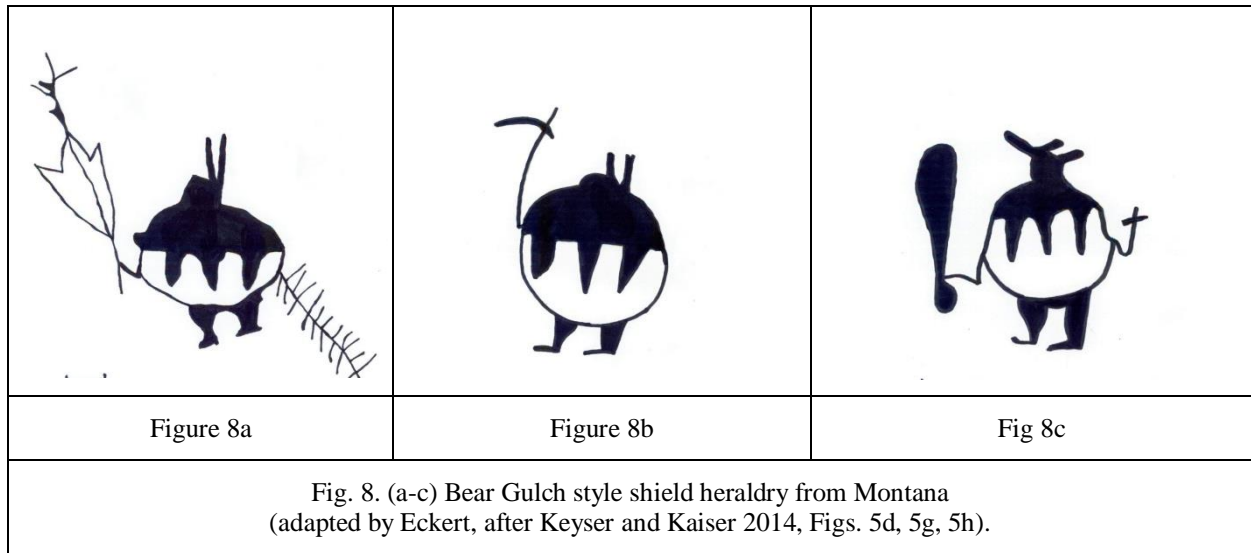 Figure 8a
Figure 8b
Fig 8c
Fig. 8. (a-c) Bear Gulch style shield heraldry from Montana
(adapted by Eckert, after Keyser and Kaiser 2014, Figs. 5d, 5g, 5h).